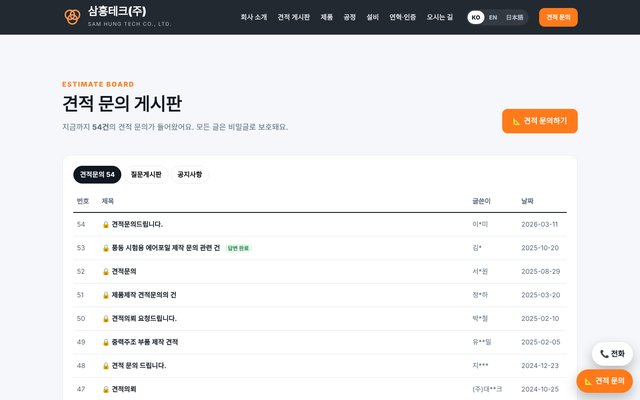 삼흥테크(주)
SAM HUNG TECH CO., LTD.
회사 소개 견적 게시판 제품 공정 설비 연혁·인증 오시는 길 KO EN 日本語 견적 문의
ESTIMATE BOARD
견적 문의 게시판
지금까지 54건의 견적 문의가 들어왔어요. 모든 글은 비밀글로 보호돼요.
📐 견적 문의하기
견적문의 54 질문게시판 공지사항
번호 제목 글쓴이 날짜
54 🔒 견적문의드립니다. 이*미 2026-03-11
53 🔒 풍동 시험용 에어포일 제작 문의 관련 건 답변 완료 김* 2025-10-20
52 🔒 견적문의 서*원 2025-08-29
51 🔒 제품제작 견적문의의 건 정*하 2025-03-20
50 🔒 견적의뢰 요청드립니다. 박*철 2025-02-10
49 🔒 중력주조 부품 제작 견적 유**일 2025-02-05
48 🔒 견적 문의 드립니다. 지*** 2024-12-23
47 🔒 견적의뢰 (주)대**크 2024-10-25
📞 전화
📐 견적 문의